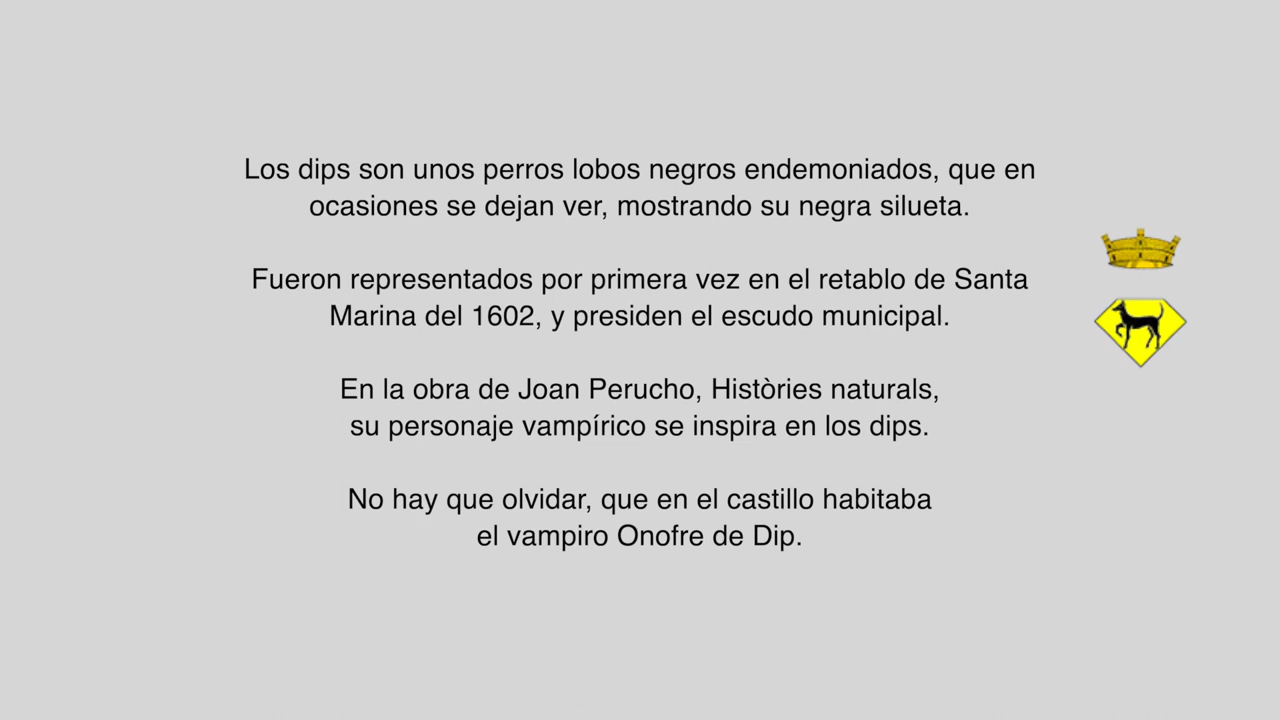 Los dips son unos perros lobos negros endemoniados, que en
ocasiones se dejan ver, mostrando su negra silueta.
Fueron representados por primera vez en el retablo de Santa
Marina del 1602, y presiden el escudo municipal.
En la obra de Joan Perucho, Històries naturals,
su personaje vampírico se inspira en los dips.
No hay que olvidar, que en el castillo habitaba
el vampiro Onofre de Dip.